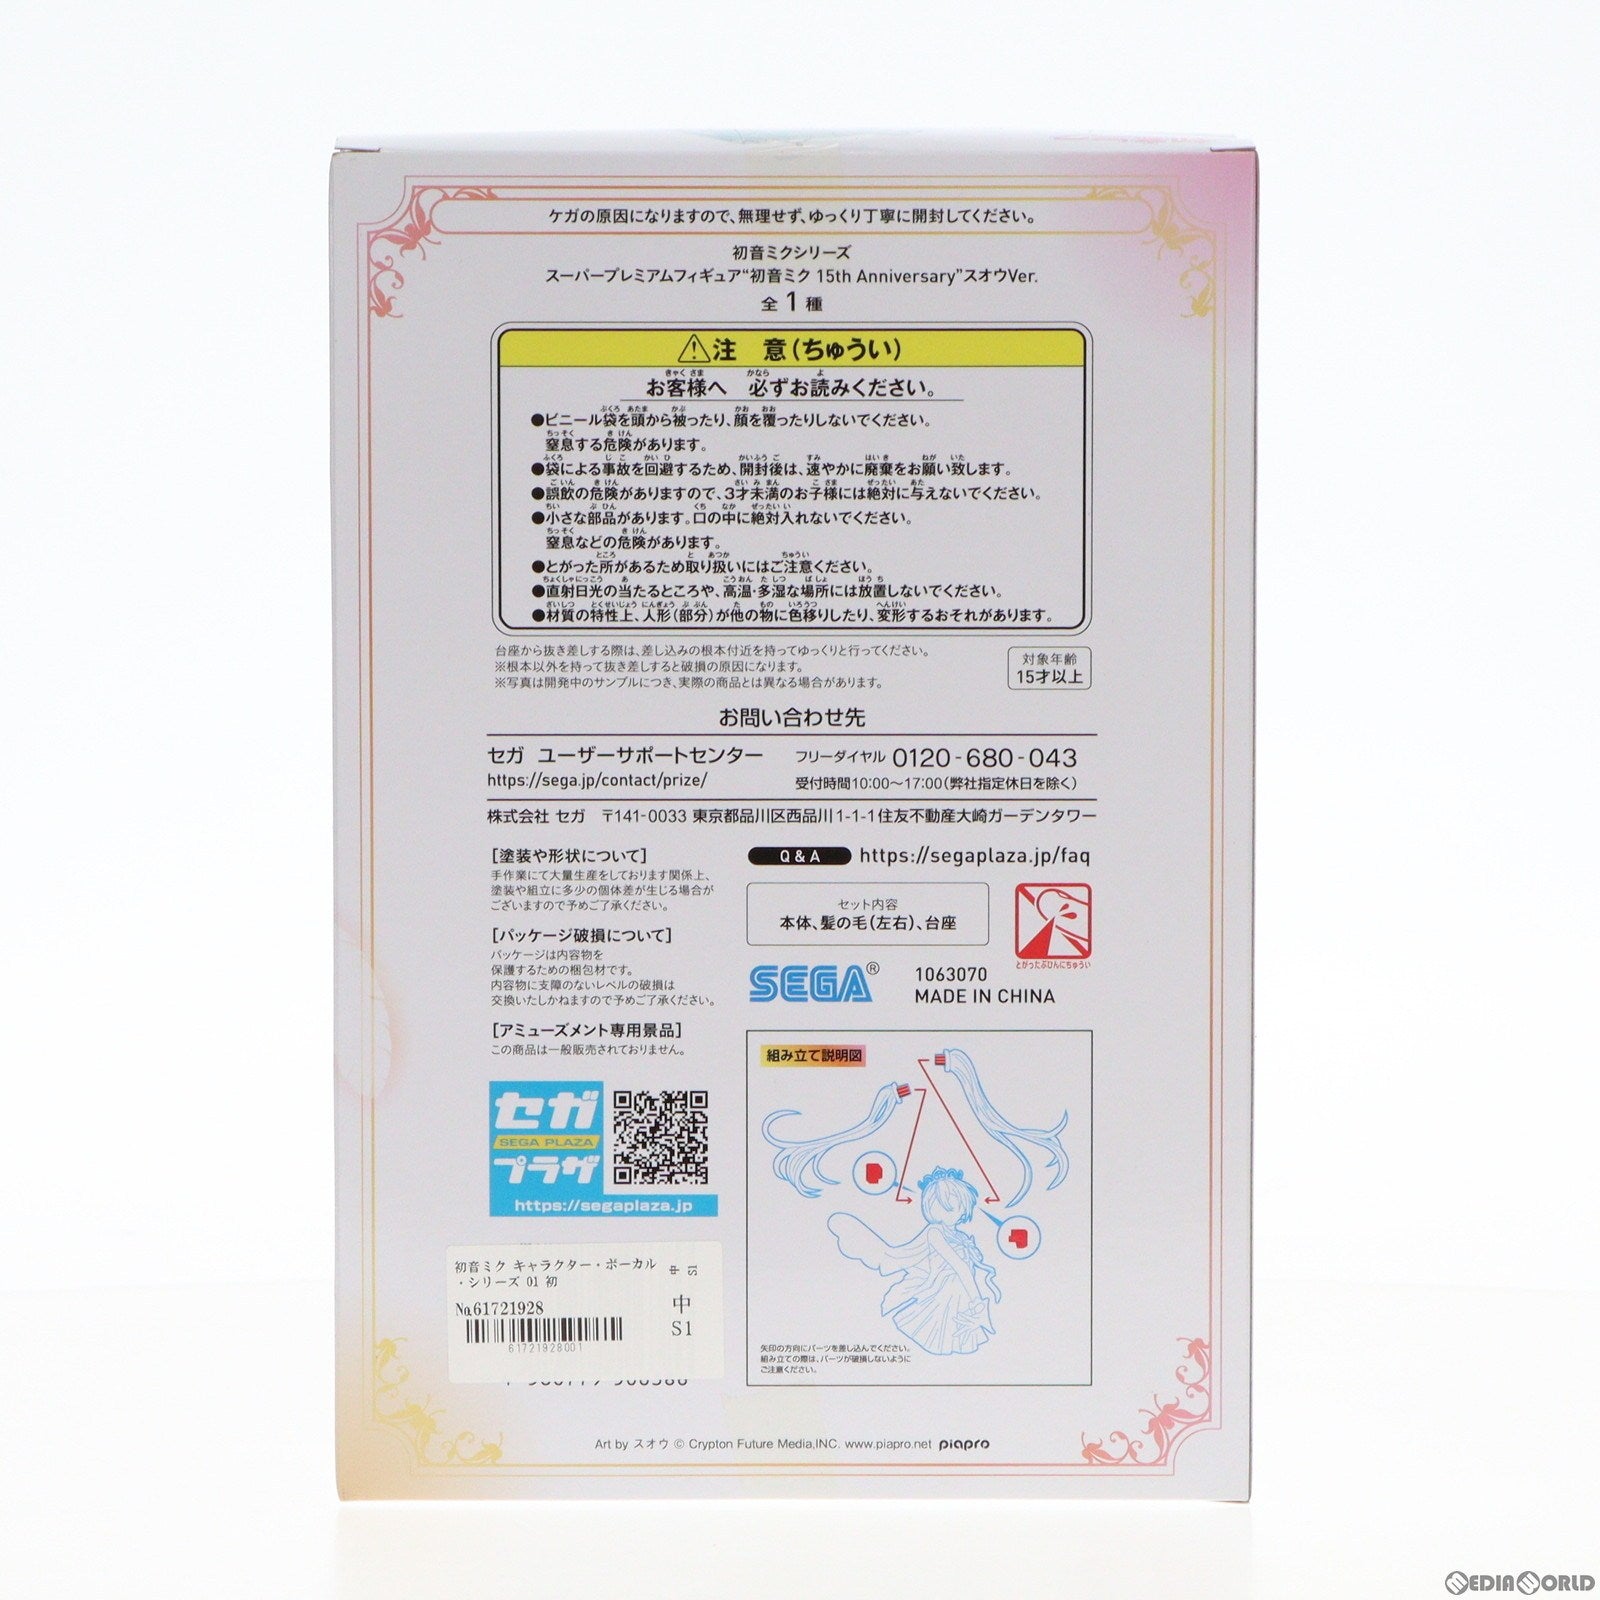 ケガの原因になりますので、無理せず、ゆっくり丁寧に開封してください。
初音ミクシリーズ
スーパープレミアムフィギュア“初音ミク 15th Anniversary”スオウVer.
全1種
注 意(ちゅうい)
お客様へ 必ずお読みください。
●ビニール袋を頭から被ったり、顔を覆ったりしないでください。
窒息する危険があります。
●袋による事故を回避するため、開封後は、速やかに廃棄をお願い致します。
●誤飲の危険がありますので、3才未満のお子様には絶対に与えないでください。
●小さな部品があります。口の中に絶対入れないでください。
窒息などの危険があります。
●とがった所があるため取り扱いにはご注意ください。
●直射日光の当たるところや、高温・多湿な場所には放置しないでください。
●材質の特性上、人形(部分)が他の物に色移りしたり、変形するおそれがあります。
台座から抜き差しする際は、差し込みの根本付近を持ってゆっくりと行ってください。
※根本以外を持って抜き差しすると破損の原因になります。
※写真は開発中のサンプルにつき、実際の商品とは異なる場合があります。
対象年齢
15才以上
お問い合わせ先
セガ ユーザーサポートセンター フリーダイヤル 0120-680-043
https://sega.jp/contact/prize/ 受付時間10:00〜17:00(弊社指定休日を除く)
株式会社 セガ 〒141-0033 東京都品川区西品川1-1-1住友不動産大崎ガーデンタワー
[塗装や形状について]
手作業にて大量生産をしております関係上、
塗装や組立に多少の個体差が生じる場合が
ございますので予めご了承ください。
[パッケージ破損について]
パッケージは内容物を
保護するための梱包材です。
内容物に支障のないレベルの破損は
交換いたしかねますので予めご了承ください。
[アミューズメント専用景品]
この商品は一般販売されておりません。
Q & A https://segaplaza.jp/faq
セット内容
本体、髪の毛(左右)、台座
とがったぶひんにちゅうい
SEGA® 1063070
MADE IN CHINA
セガ
SEGA PLAZA
プラザ
https://segaplaza.jp
組み立て説明図
矢印の方向にパーツを差し込んでください。
組み立ての際は、パーツが破損しないように
ご注意ください。
初音ミク キャラクター・ボーカル
・シリーズ 01 初
中 S1
№61721928
中
S1
61721928001
Art by スオウ © Crypton Future Media,INC. www.piapro.net piapro
MEDIAWORLD